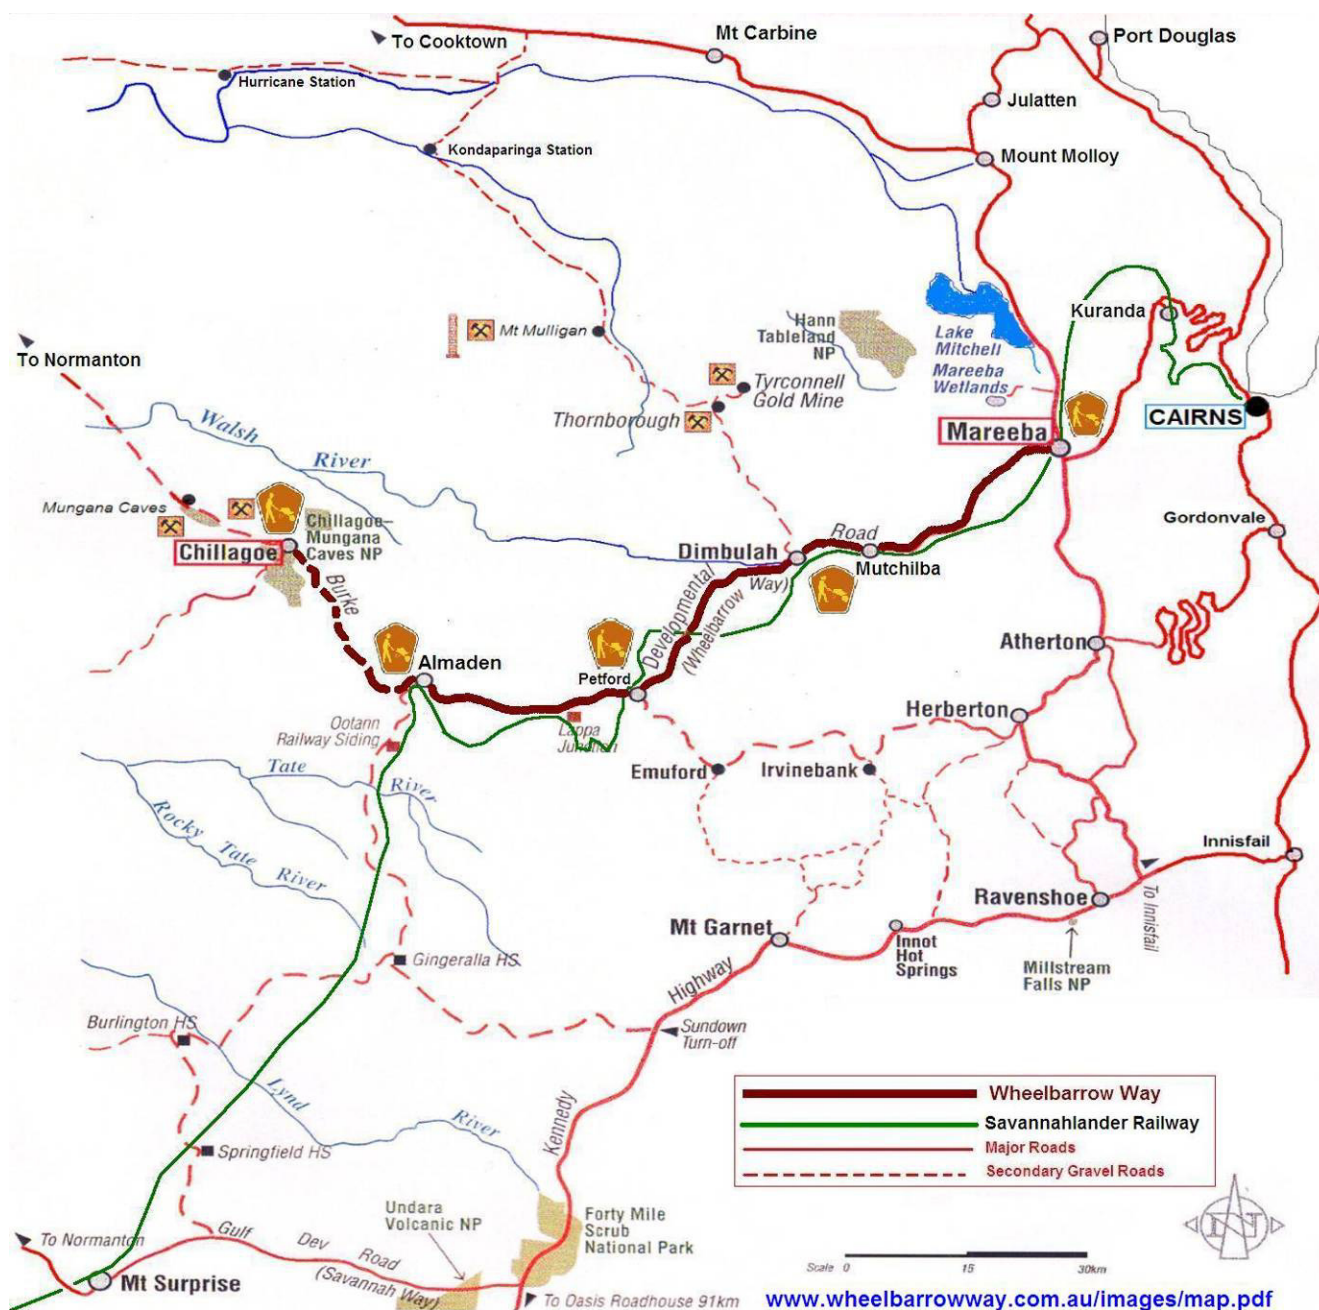 Mt Carbine
Port Douglas
To Cooktown
Hurricane Station
Julatten
Kondaparinga Station
Mount Molloy
Kuranda
Hann
Tableland
NP
Lake
Mitchell
Mareeba
Wetlands
Mt Mulligan
To Normanton
Tyrconnell
Gold Mine
Thornborough
CAIRNS
Mareeba
Walsh
River
Mungana Caves
Chillagoe–
Mungana
Caves NP
Chillagoe
Gordonvale
Road
Dimbulah
Mutchilba
Burke
Developmental
(Wheelbarrow
Way)
Atherton
Almaden
Petford
Herberton
Ootann
Railway Siding
Lappa
Junction
Emuford
Irvinebank
Tate
River
Rocky
Tate
River
Innisfail
Ravenshoe
To Innisfail
Mt Garnet
Innot
Hot
Springs
Millstream
Falls NP
Gingeralla HS
Highway
Burlington HS
Sundown
Turn-off
Lynd
River
Kennedy
Wheelbarrow Way
Savannahlander Railway
Major Roads
Secondary Gravel Roads
Springfield HS
Undara
Volcanic NP
Forty Mile
Scrub
National Park
N
To Normanton
Gulf
Dev
Road
(Savannah Way)
Mt Surprise
Scale 0 15 30km
To Oasis Roadhouse 91km
www.wheelbarrowway.com.au/images/map.pdf